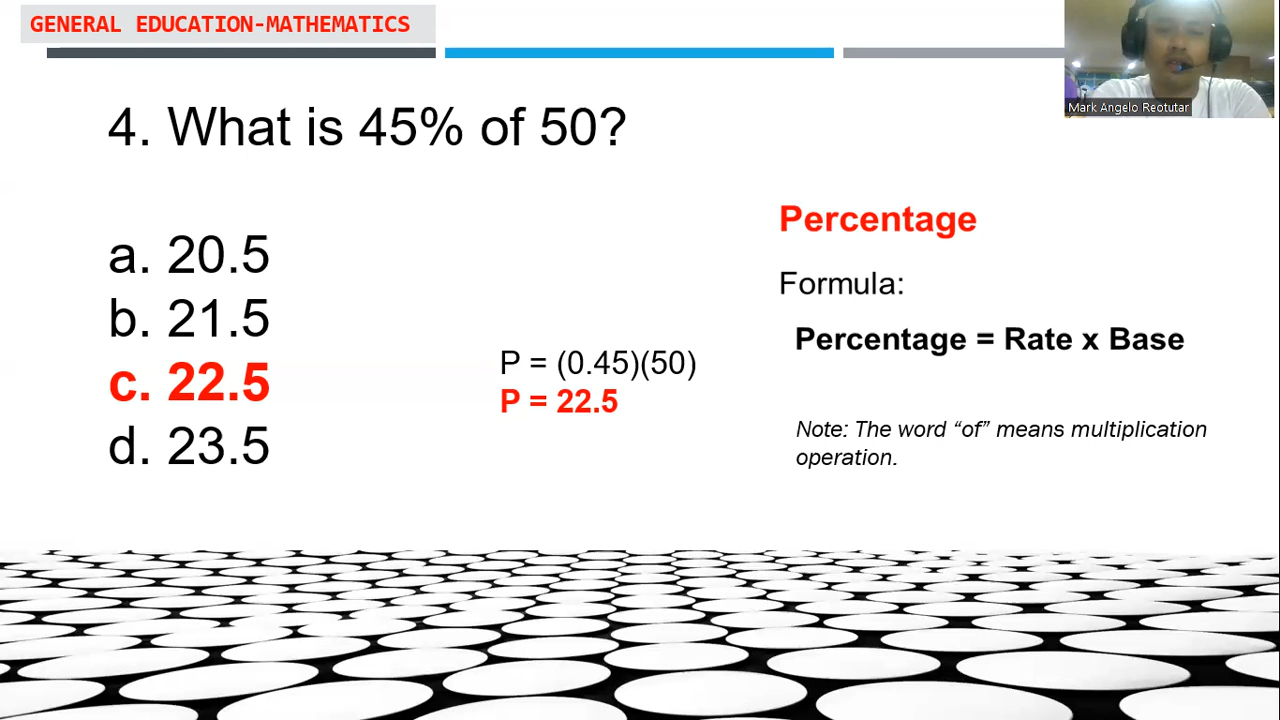 GENERAL EDUCATION-MATHEMATICS
Mark Angelo Reotutar
4. What is 45% of 50?
a. 20.5
b. 21.5
c. 22.5
d. 23.5
P = (0.45)(50)
P = 22.5
Percentage
Formula:
Percentage = Rate x Base
Note: The word “of” means multiplication
operation.